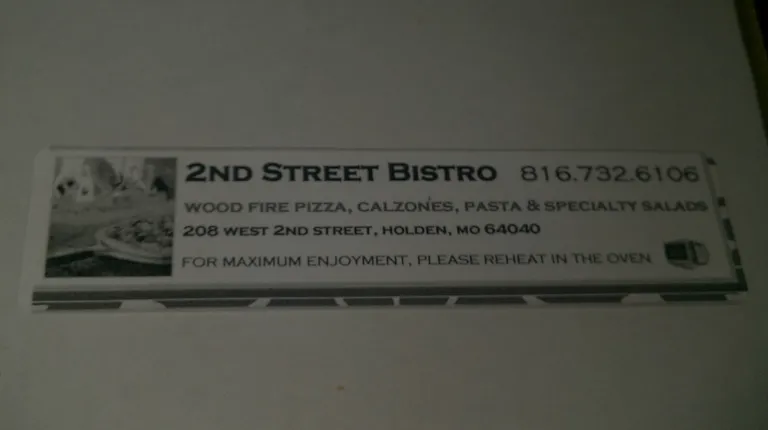 2ND STREET BISTRO 816.732.6106
WOOD FIRE PIZZA, CALZONES, PASTA & SPECIALTY SALADS
208 WEST 2ND STREET, HOLDEN, MO 64040
FOR MAXIMUM ENJOYMENT, PLEASE REHEAT IN THE OVEN